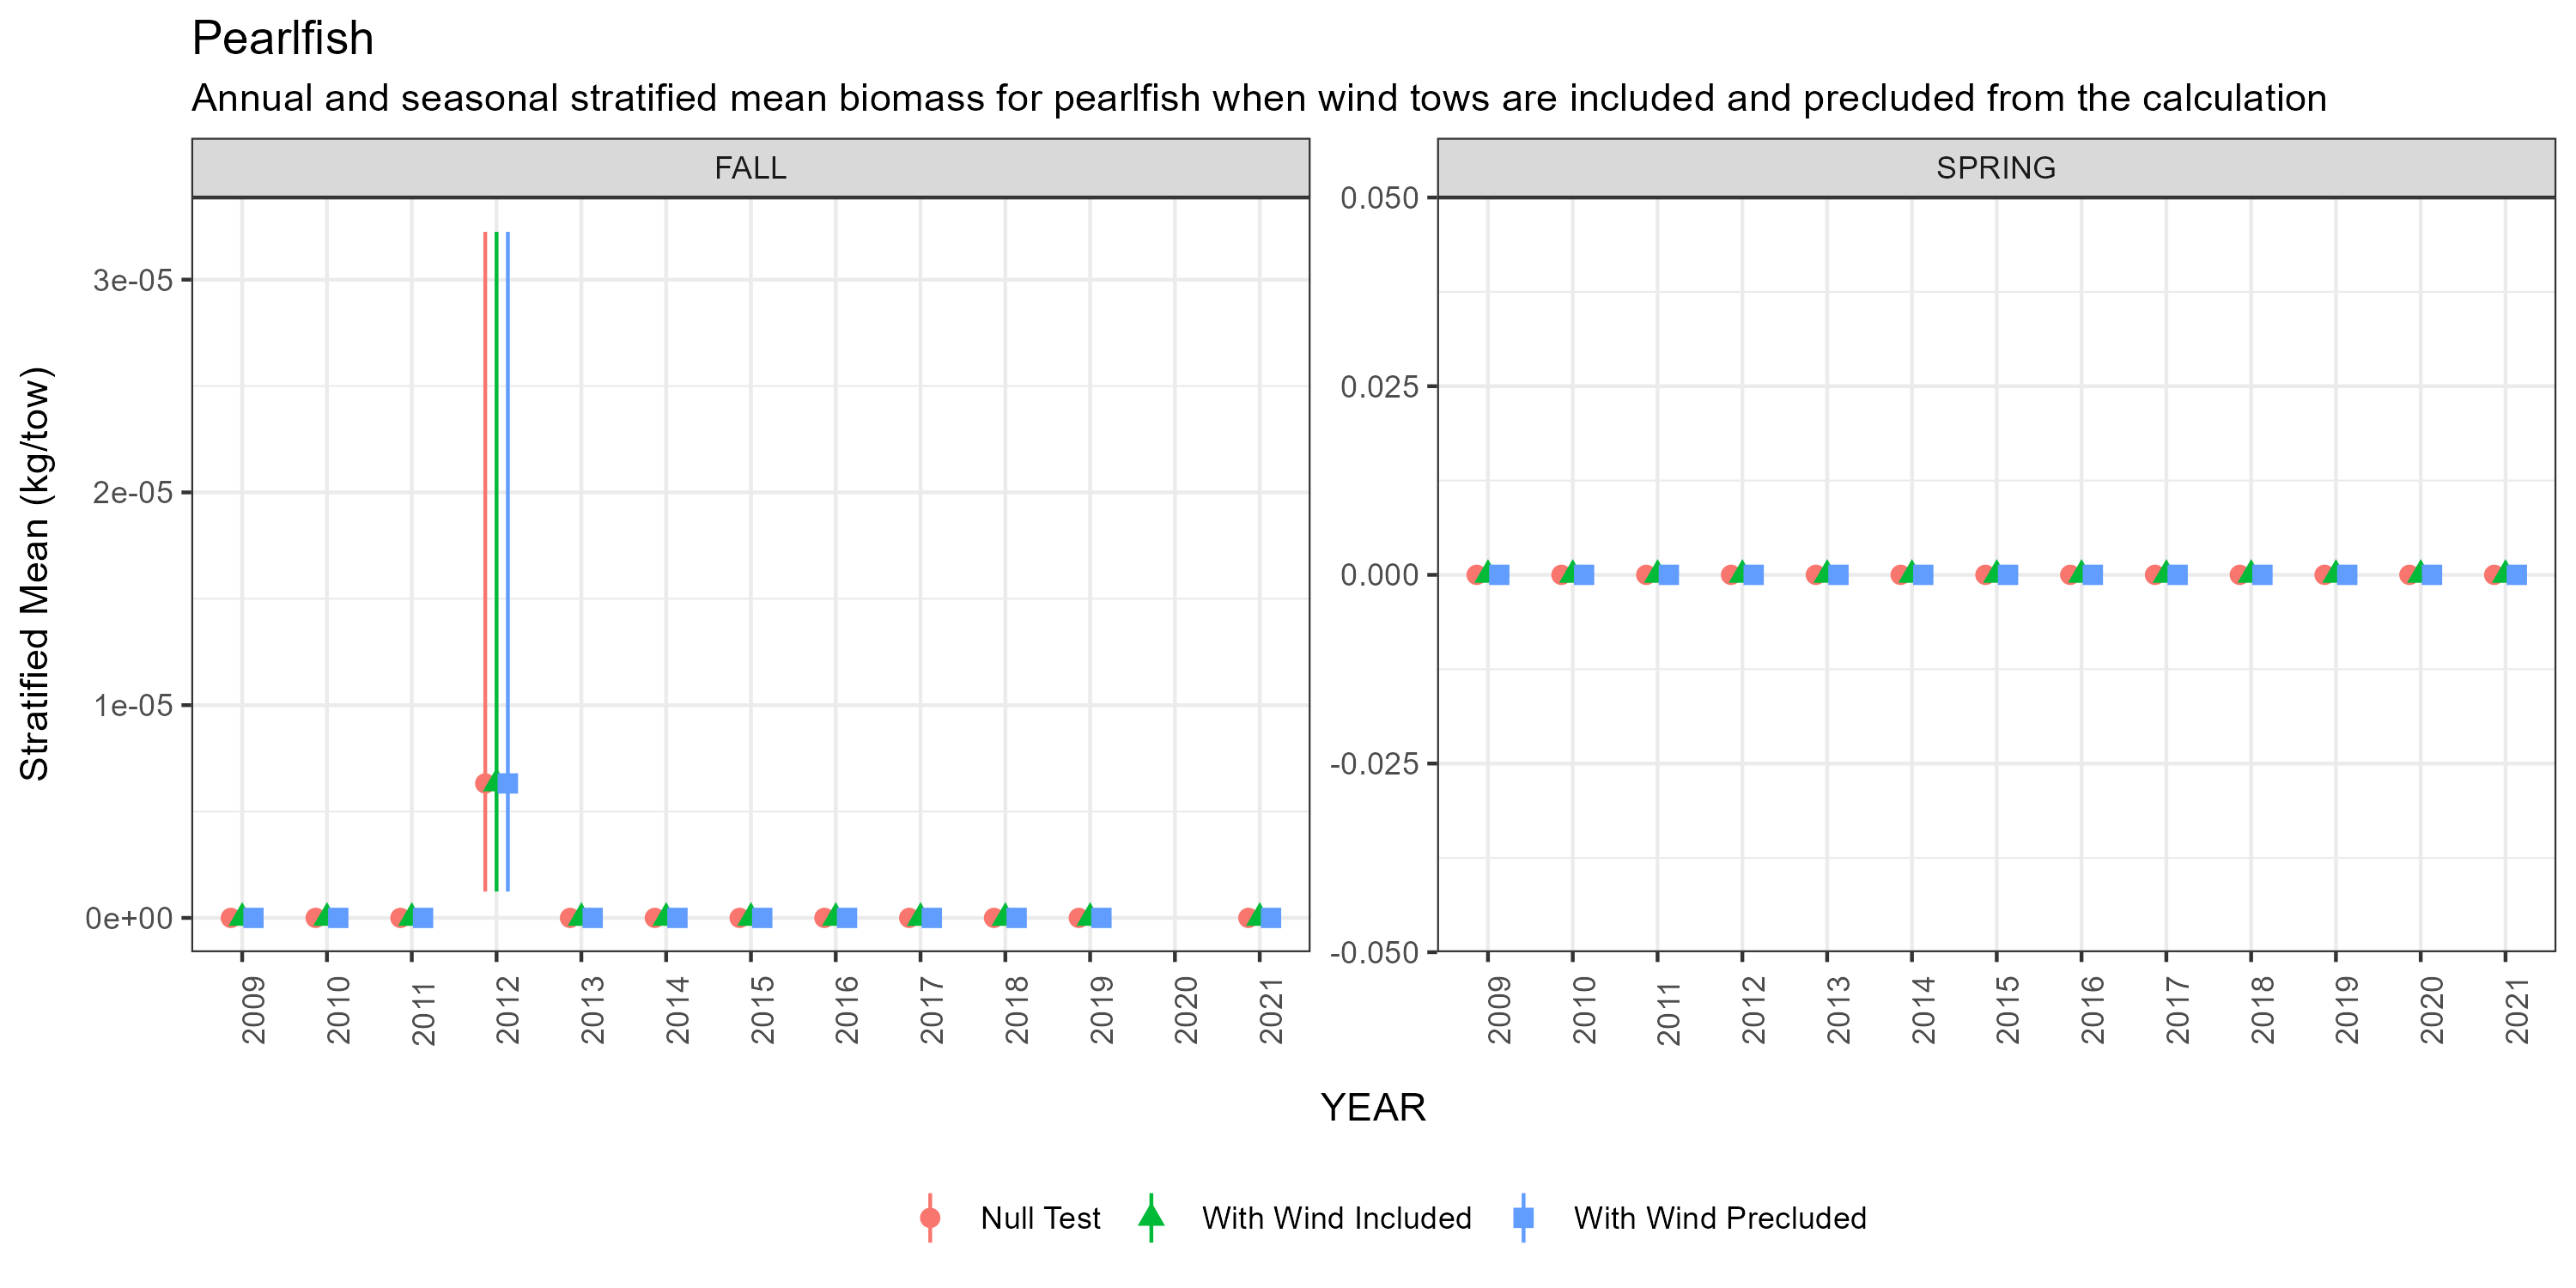 Pearlfish
Annual and seasonal stratified mean biomass for pearlfish when wind tows are included and precluded from the calculation
FALL
SPRING
Stratified Mean (kg/tow)
3e-05
2e-05
1e-05
0e+00
0.050
0.025
0.000
-0.025
-0.050
2009 2010 2011 2012 2013 2014 2015 2016 2017 2018 2019 2020 2021
2009 2010 2011 2012 2013 2014 2015 2016 2017 2018 2019 2020 2021
YEAR
Null Test With Wind Included With Wind Precluded